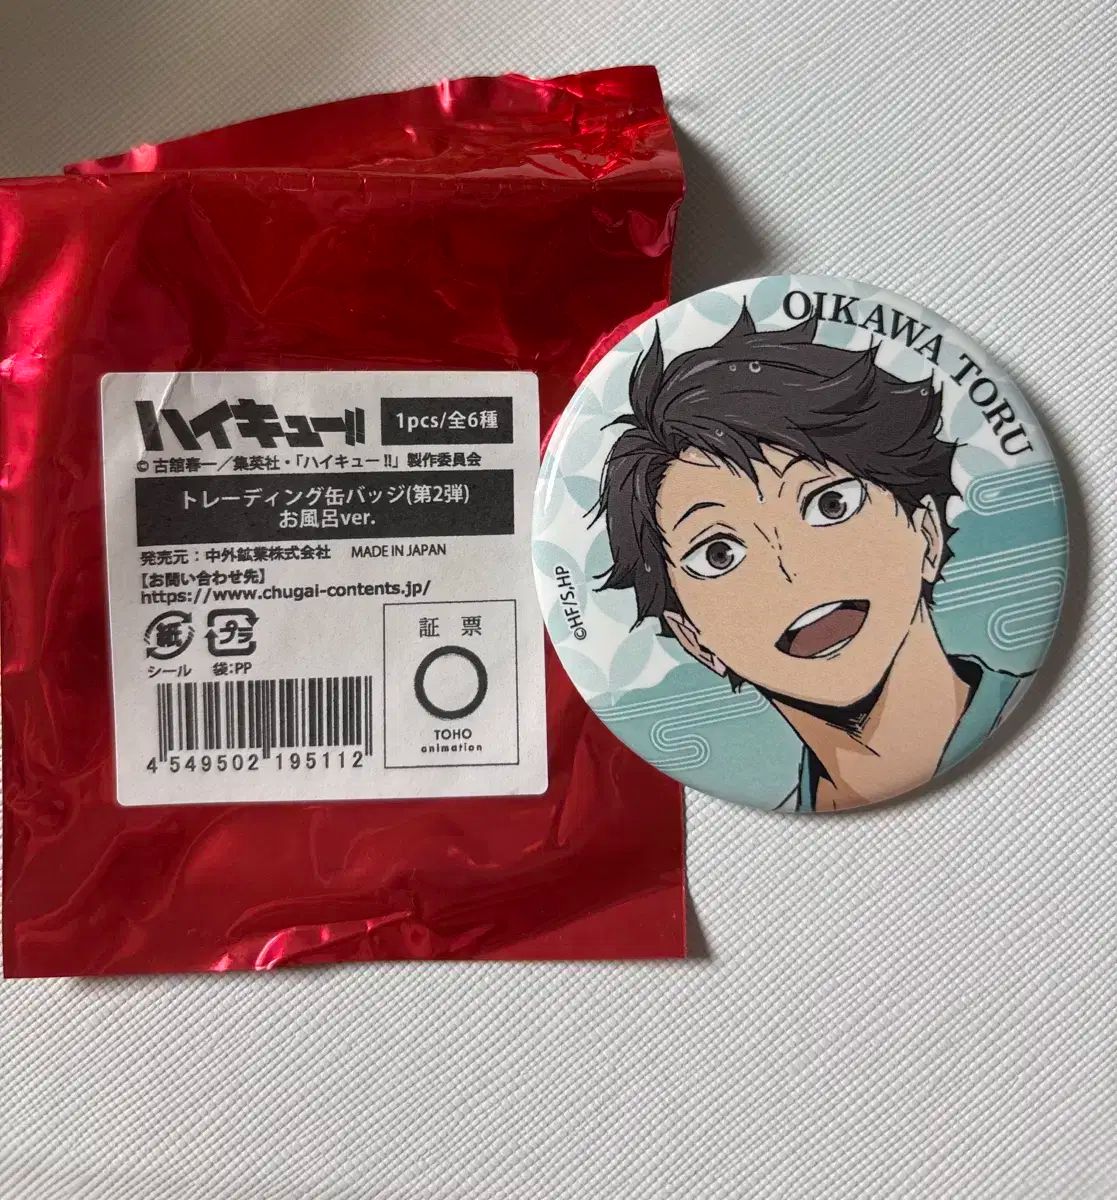 ハイキュー!!
1pcs/全6種
© 古舘春一／集英社・「ハイキュー!!」製作委員会
トレーディング缶バッジ(第2弾)
お風呂ver.
発売元：中外鉱業株式会社 MADE IN JAPAN
【お問い合わせ先】
https://www.chugai-contents.jp/
紙
プラ
シール 袋:PP
4 549502 195112
証票
TOHO
animation
OIKAWA TORU
©HF/S,HP